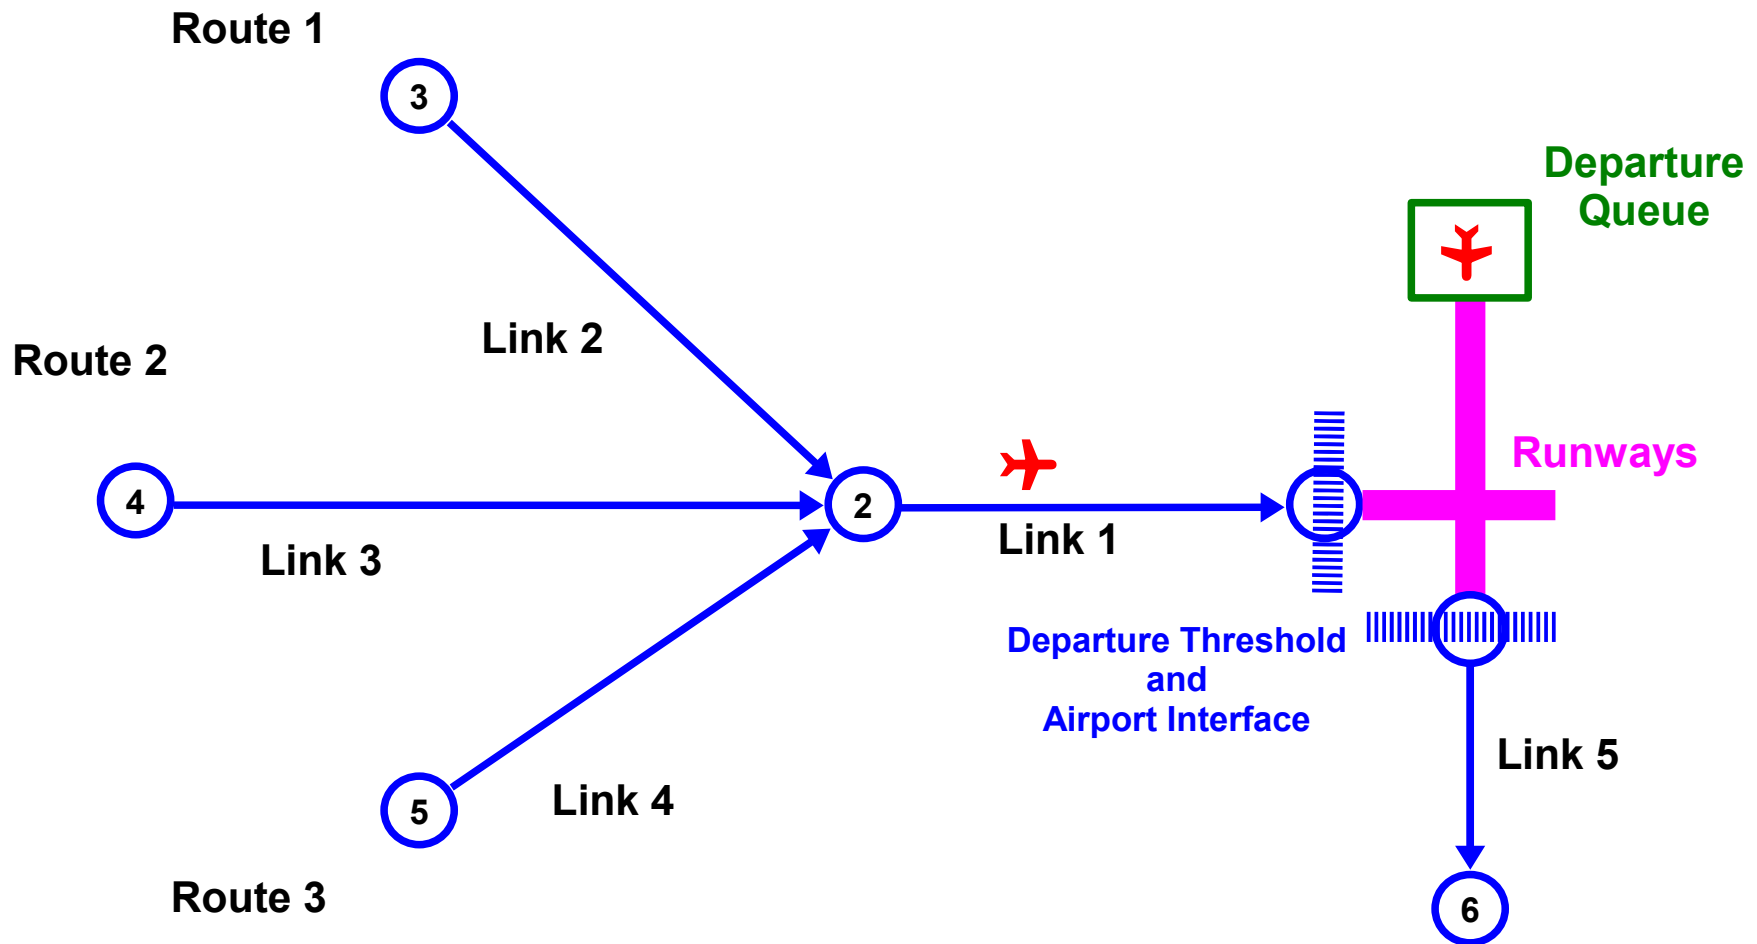 Route 1
3
Departure
Queue
Link 2
Route 2
Runways
4
2
Link 1
Link 3
Departure Threshold
and
Airport Interface
Link 5
5
Link 4
Route 3
6